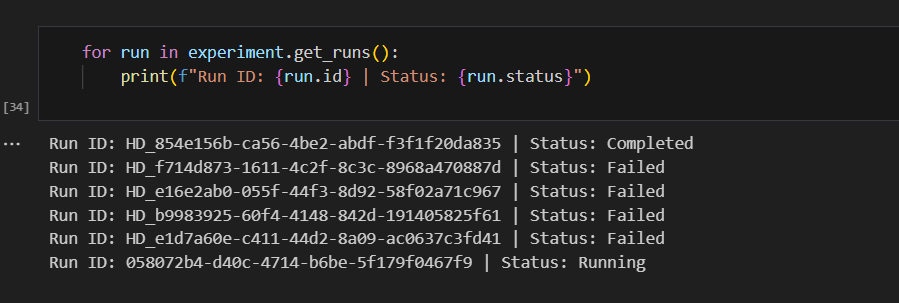 for run in experiment.get_runs():
    print(f"Run ID: {run.id} | Status: {run.status}")
[34]
... Run ID: HD_854e156b-ca56-4be2-abdf-f3f1f20da835 | Status: Completed
Run ID: HD_f714d873-1611-4c2f-8c3c-8968a470887d | Status: Failed
Run ID: HD_e16e2ab0-055f-44f3-8d92-58f02a71c967 | Status: Failed
Run ID: HD_b9983925-60f4-4148-842d-191405825f61 | Status: Failed
Run ID: HD_e1d7a60e-c411-44d2-8a09-ac0637c3fd41 | Status: Failed
Run ID: 058072b4-d40c-4714-b6be-5f179f0467f9 | Status: Running